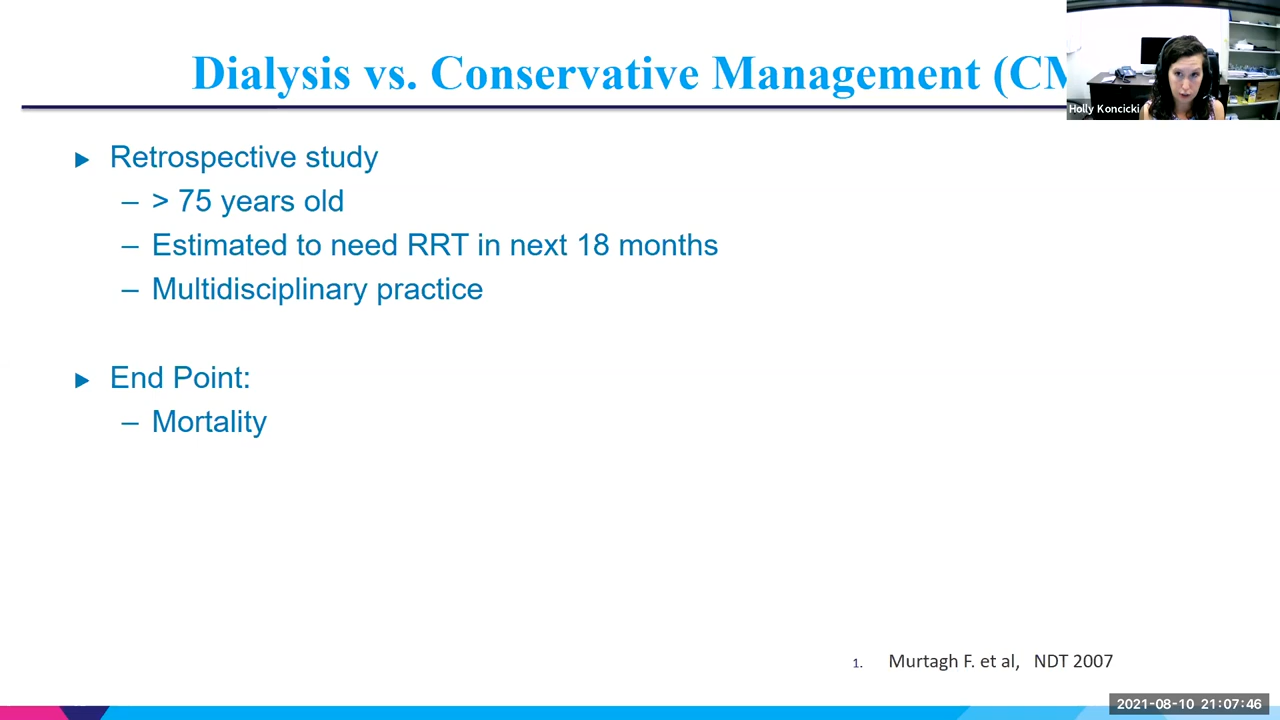 Dialysis vs. Conservative Management (CM
Holly Koncicki
Retrospective study
– > 75 years old
– Estimated to need RRT in next 18 months
– Multidisciplinary practice
End Point:
– Mortality
1. Murtagh F. et al, NDT 2007
2021-08-10 21:07:46